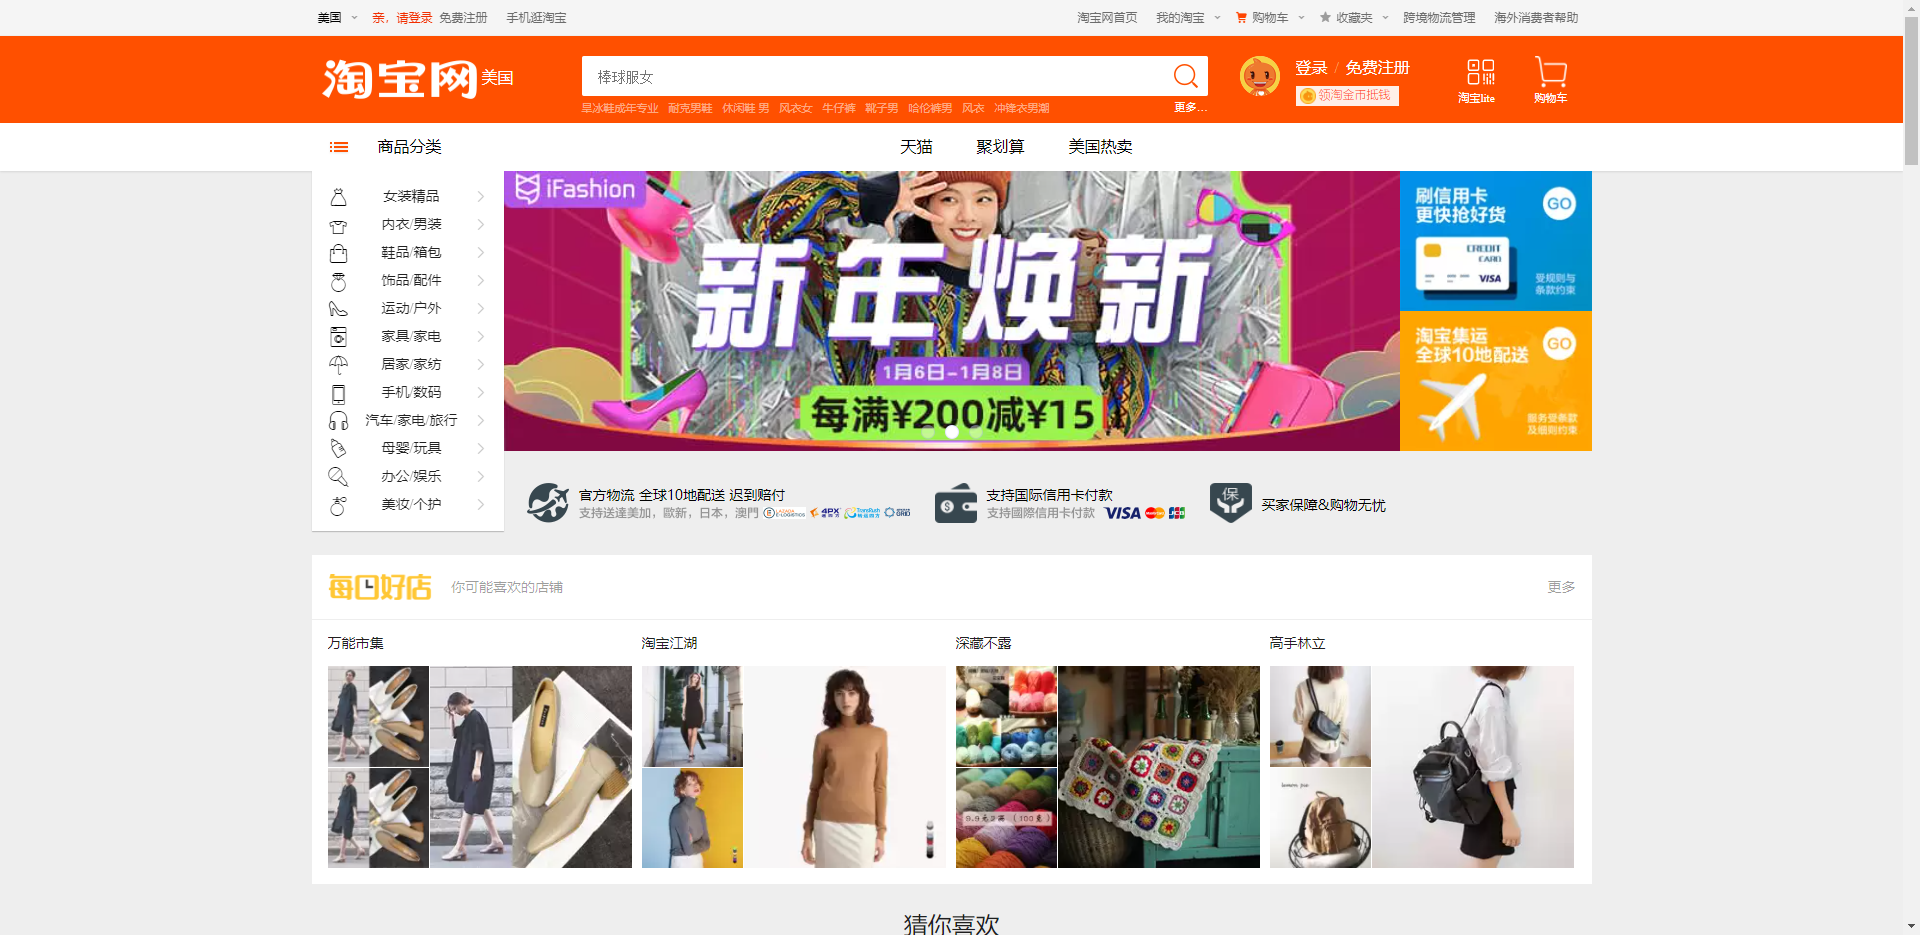 美国
亲，请登录 免费注册
手机逛淘宝
淘宝网首页
我的淘宝
购物车
收藏夹
跨境物流管理
海外消费者帮助
淘宝网 美国
棒球服女
旱冰鞋成年专业 耐克男鞋 休闲鞋 男 风衣女 牛仔裤 靴子男 哈伦裤男 风衣 冲锋衣男潮
更多...
登录 / 免费注册
领淘金币抵钱
淘宝lite
购物车
商品分类
天猫
聚划算
美国热卖
女装精品
内衣/男装
鞋品/箱包
饰品/配件
运动/户外
家具/家电
居家/家纺
手机/数码
汽车/家电/旅行
母婴/玩具
办公/娱乐
美妆/个护
iFashion
新年焕新
1月6日-1月8日
每满¥200减¥15
刷信用卡
更快抢好货
GO
CREDIT
CARD
VISA
受规则与
条款约束
淘宝集运
全球10地配送
GO
服务受条款
及细则约束
官方物流 全球10地配送 迟到赔付
支持送達美加，歐新，日本，澳門
4PX
支持国际信用卡付款
支持國際信用卡付款 VISA
JCB
保
买家保障&购物无忧
每日好店
你可能喜欢的店铺
更多
万能市集
淘宝江湖
深藏不露
高手林立
猜你喜欢